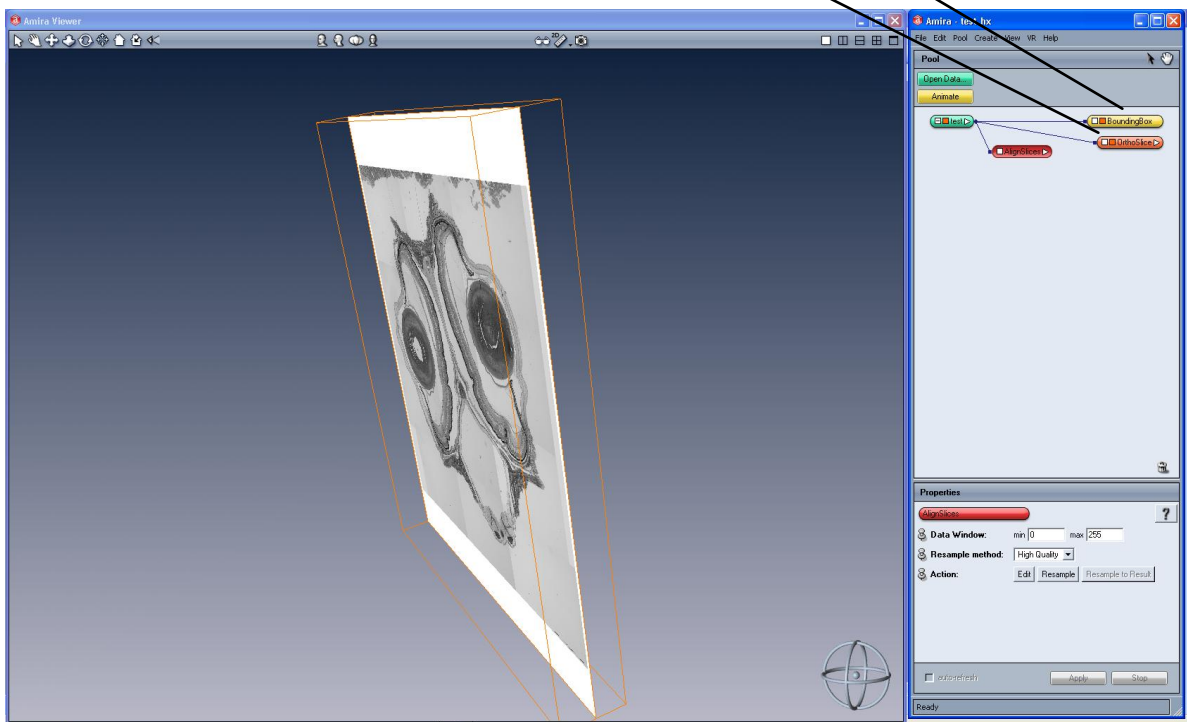 Amira Viewer
2D
Amira - test.hx
File Edit Pool Create View VR Help
Pool
Open Data...
Animate
test
BoundingBox
OrthoSlice
AlignSlices
Properties
AlignSlices
?
Data Window: min 0 max 255
Resample method: High Quality
Action: Edit Resample Resample to Result
auto-refresh Apply Stop
Ready